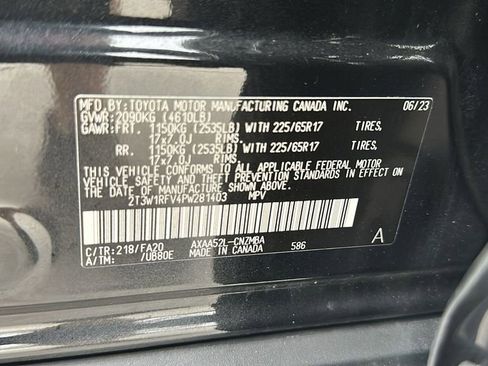 MFD. BY: TOYOTA MOTOR MANUFACTURING CANADA INC. 06/23
GVWR: 2090KG (4610LB)
GAWR: FRT. 1150KG (2535LB) WITH 225/65R17 TIRES,
17x7.0J RIMS,
RR. 1150KG (2535LB) WITH 225/65R17 TIRES,
17x7.0J RIMS,
THIS VEHICLE CONFORMS TO ALL APPLICABLE FEDERAL MOTOR
VEHICLE SAFETY AND THEFT PREVENTION STANDARDS IN
EFFECT ON THE DATE OF MANUFACTURE SHOWN ABOVE.
2T3W1RFV4PW281403 MPV
C/TR: 218/FA20 AXAA52L-CNZMBA A
A/TM: /UB80E MADE IN CANADA 586